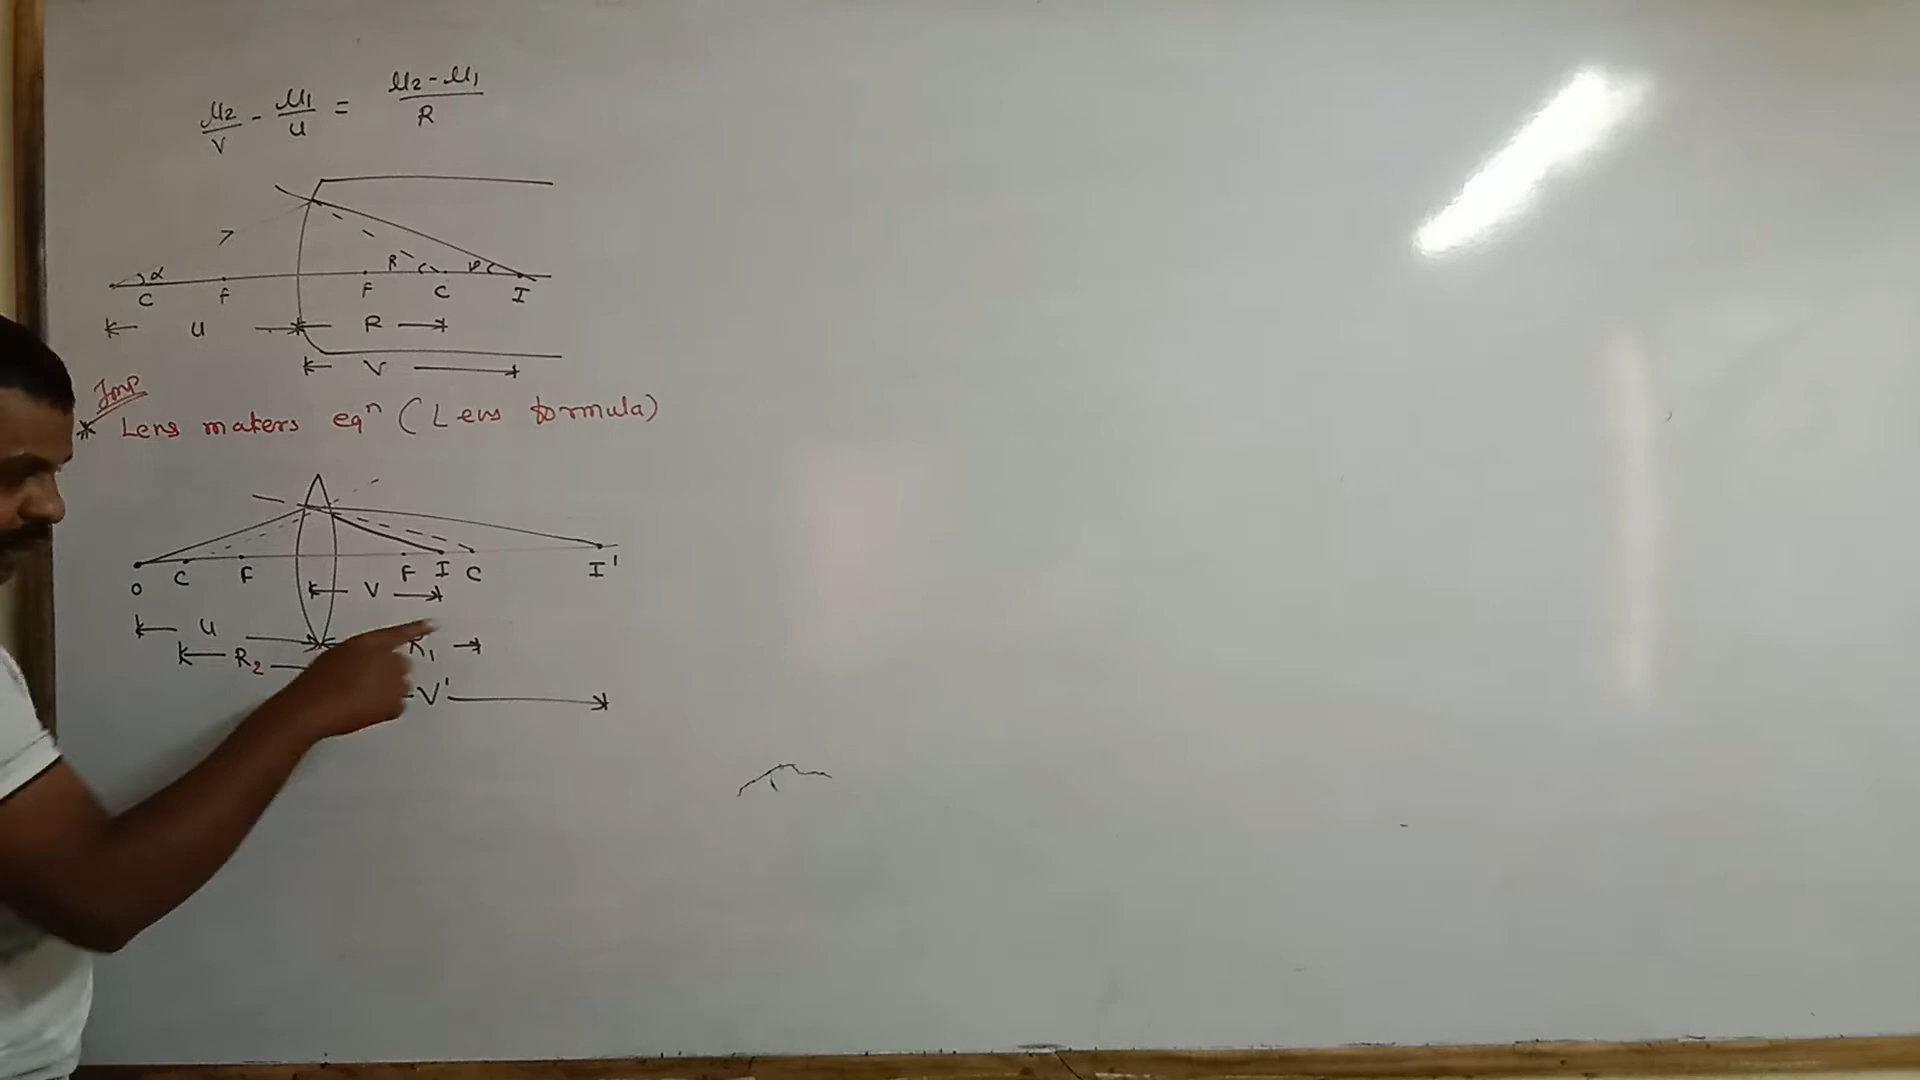 μ2/v - μ1/u = μ2-μ1/R
α β γ
C F F C I
u R
v
Imp
* Lens makers eqⁿ (Lens formula)
O C F F I C I'
v
u R1
R2
v'